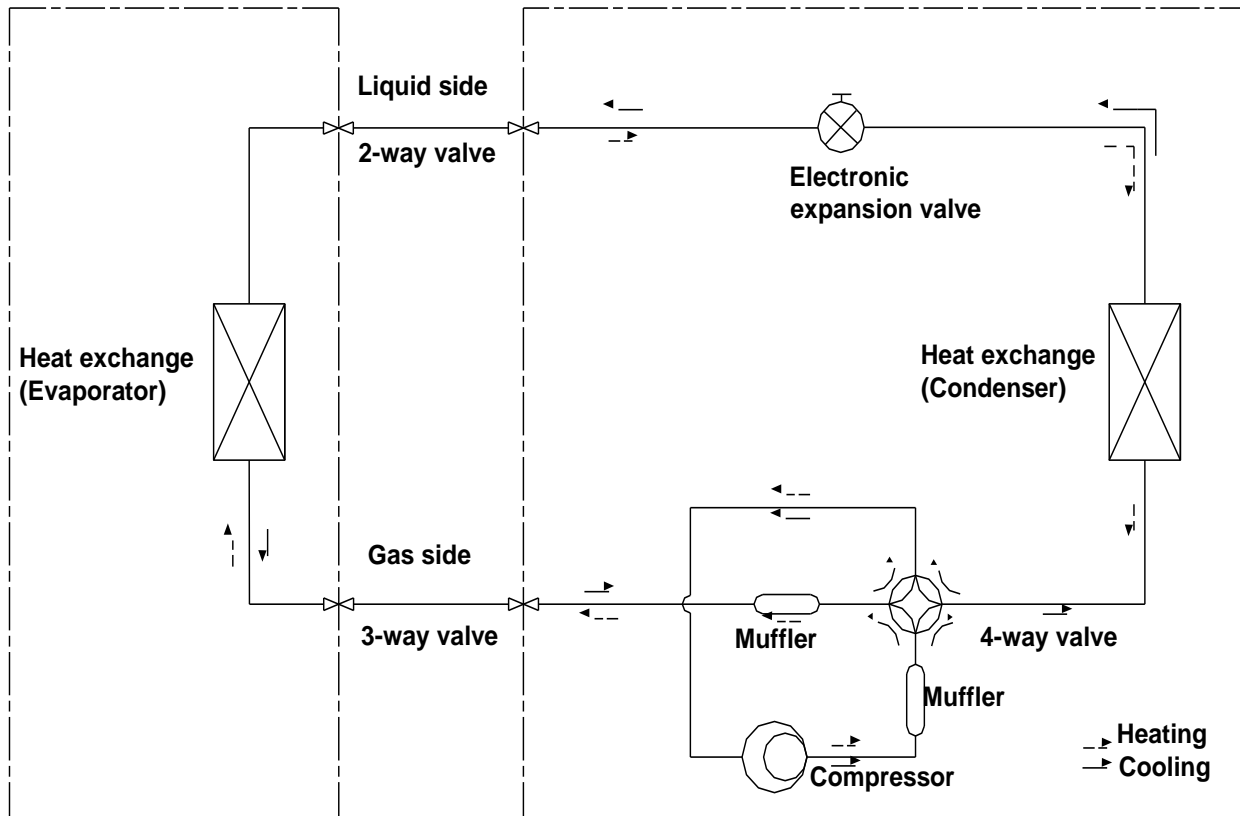 Liquid side
2-way valve
Electronic
expansion valve
Heat exchange
(Evaporator)
Heat exchange
(Condenser)
Gas side
3-way valve
Muffler
4-way valve
Muffler
Compressor
Heating
Cooling